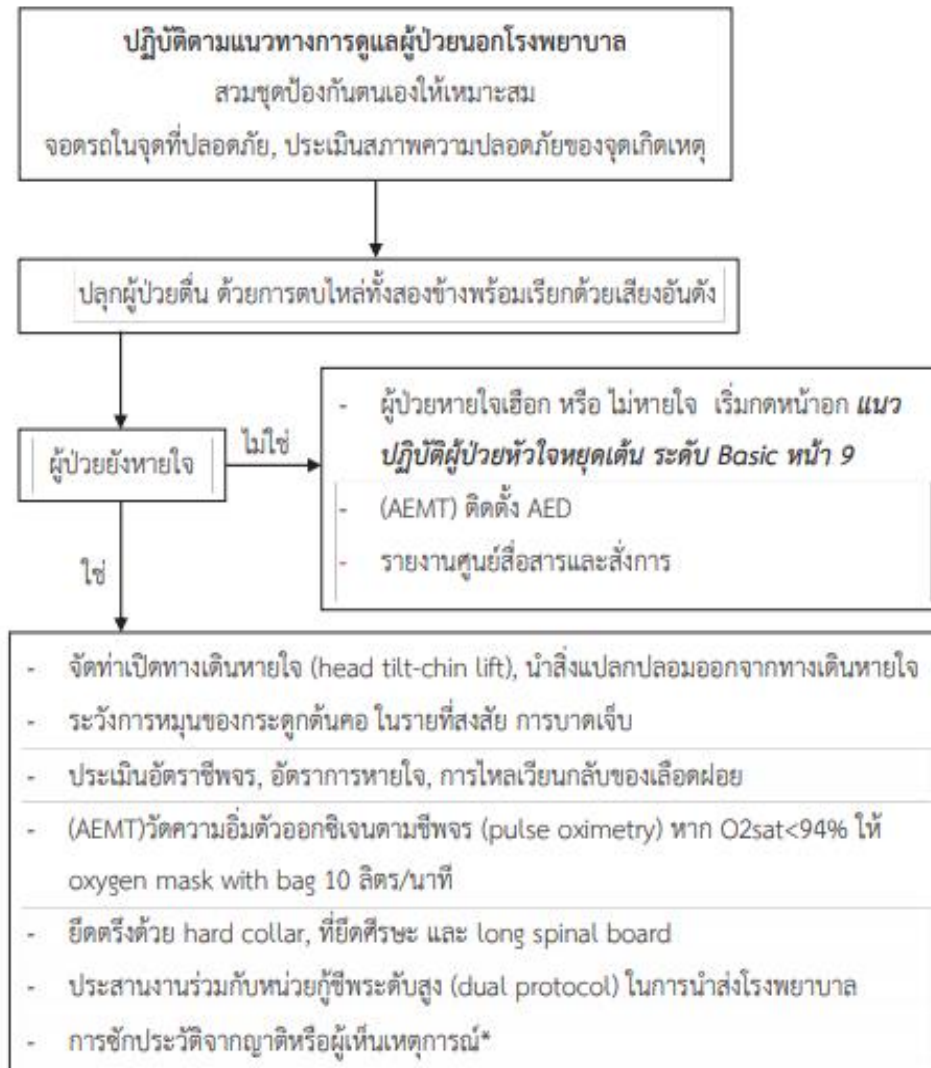 ปฏิบัติตามแนวทางการดูแลผู้ป่วยนอกโรงพยาบาล
สวมชุดป้องกันตนเองให้เหมาะสม
จอดรถในจุดที่ปลอดภัย, ประเมินสภาพความปลอดภัยของจุดเกิดเหตุ
ปลุกผู้ป่วยตื่น ด้วยการตบไหล่ทั้งสองข้างพร้อมเรียกด้วยเสียงอันดัง
ผู้ป่วยยังหายใจ
ไม่ใช่
- ผู้ป่วยหายใจเฮือก หรือ ไม่หายใจ เริ่มกดหน้าอก แนว
ปฏิบัติผู้ป่วยหัวใจหยุดเต้น ระดับ Basic หน้า 9
- (AEMT) ติดตั้ง AED
- รายงานศูนย์สื่อสารและสั่งการ
ใช่
- จัดท่าเปิดทางเดินหายใจ (head tilt-chin lift), นำสิ่งแปลกปลอมออกจากทางเดินหายใจ
- ระวังการหมุนของกระดูกต้นคอ ในรายที่สงสัย การบาดเจ็บ
- ประเมินอัตราชีพจร, อัตราการหายใจ, การไหลเวียนกลับของเลือดฝอย
- (AEMT)วัดความอิ่มตัวออกซิเจนตามชีพจร (pulse oximetry) หาก O2sat<94% ให้
oxygen mask with bag 10 ลิตร/นาที
- ยึดตรึงด้วย hard collar, ที่ยึดศีรษะ และ long spinal board
- ประสานงานร่วมกับหน่วยกู้ชีพระดับสูง (dual protocol) ในการนำส่งโรงพยาบาล
- การซักประวัติจากญาติหรือผู้เห็นเหตุการณ์*